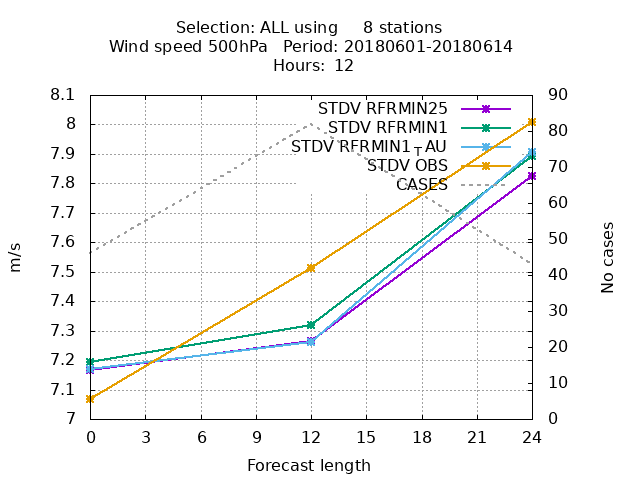 Selection: ALL using 8 stations
Wind speed 500hPa Period: 20180601-20180614
Hours: 12
8.1
8
7.9
7.8
7.7
7.6
7.5
7.4
7.3
7.2
7.1
7
m/s
STDV RFRMIN25
STDV RFRMIN1
STDV RFRMIN1TAU
STDV OBS
CASES
90
80
70
60
50
40
30
20
10
0
No cases
0 3 6 9 12 15 18 21 24
Forecast length